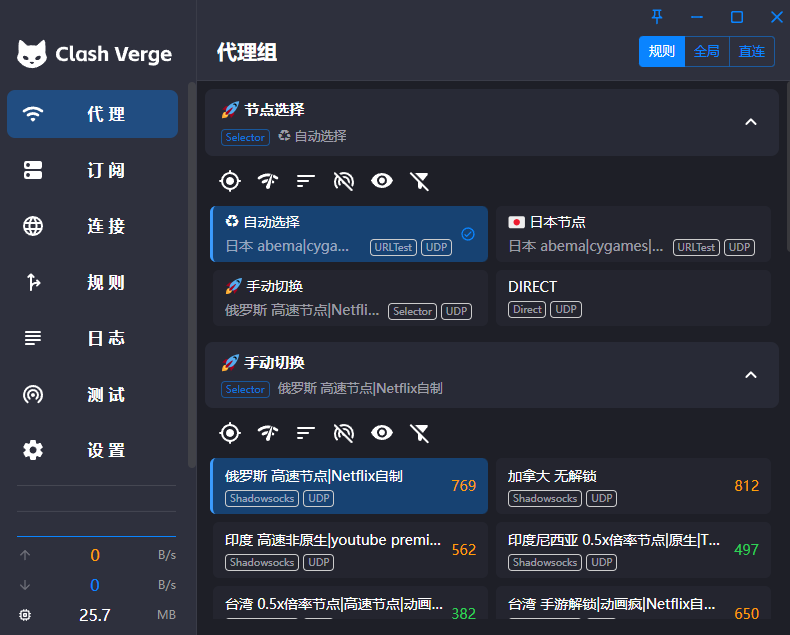 Clash Verge
代理
订阅
连接
规则
日志
测试
设置
0 B/s
0 B/s
25.7 MB
代理组
规则 全局 直连
节点选择
Selector 自动选择
自动选择
日本 abema|cyga... URLTest UDP
日本节点
日本 abema|cygames|... URLTest UDP
手动切换
俄罗斯 高速节点|Netfli... Selector UDP
DIRECT
Direct UDP
手动切换
Selector 俄罗斯 高速节点|Netflix自制
俄罗斯 高速节点|Netflix自制
Shadowsocks UDP
769
加拿大 无解锁
Shadowsocks UDP
812
印度 高速非原生|youtube premi...
Shadowsocks UDP
562
印度尼西亚 0.5x倍率节点|原生|T...
Shadowsocks UDP
497
台湾 0.5x倍率节点|高速节点|动画...
382
台湾 手游解锁|动画疯|Netflix自...
650